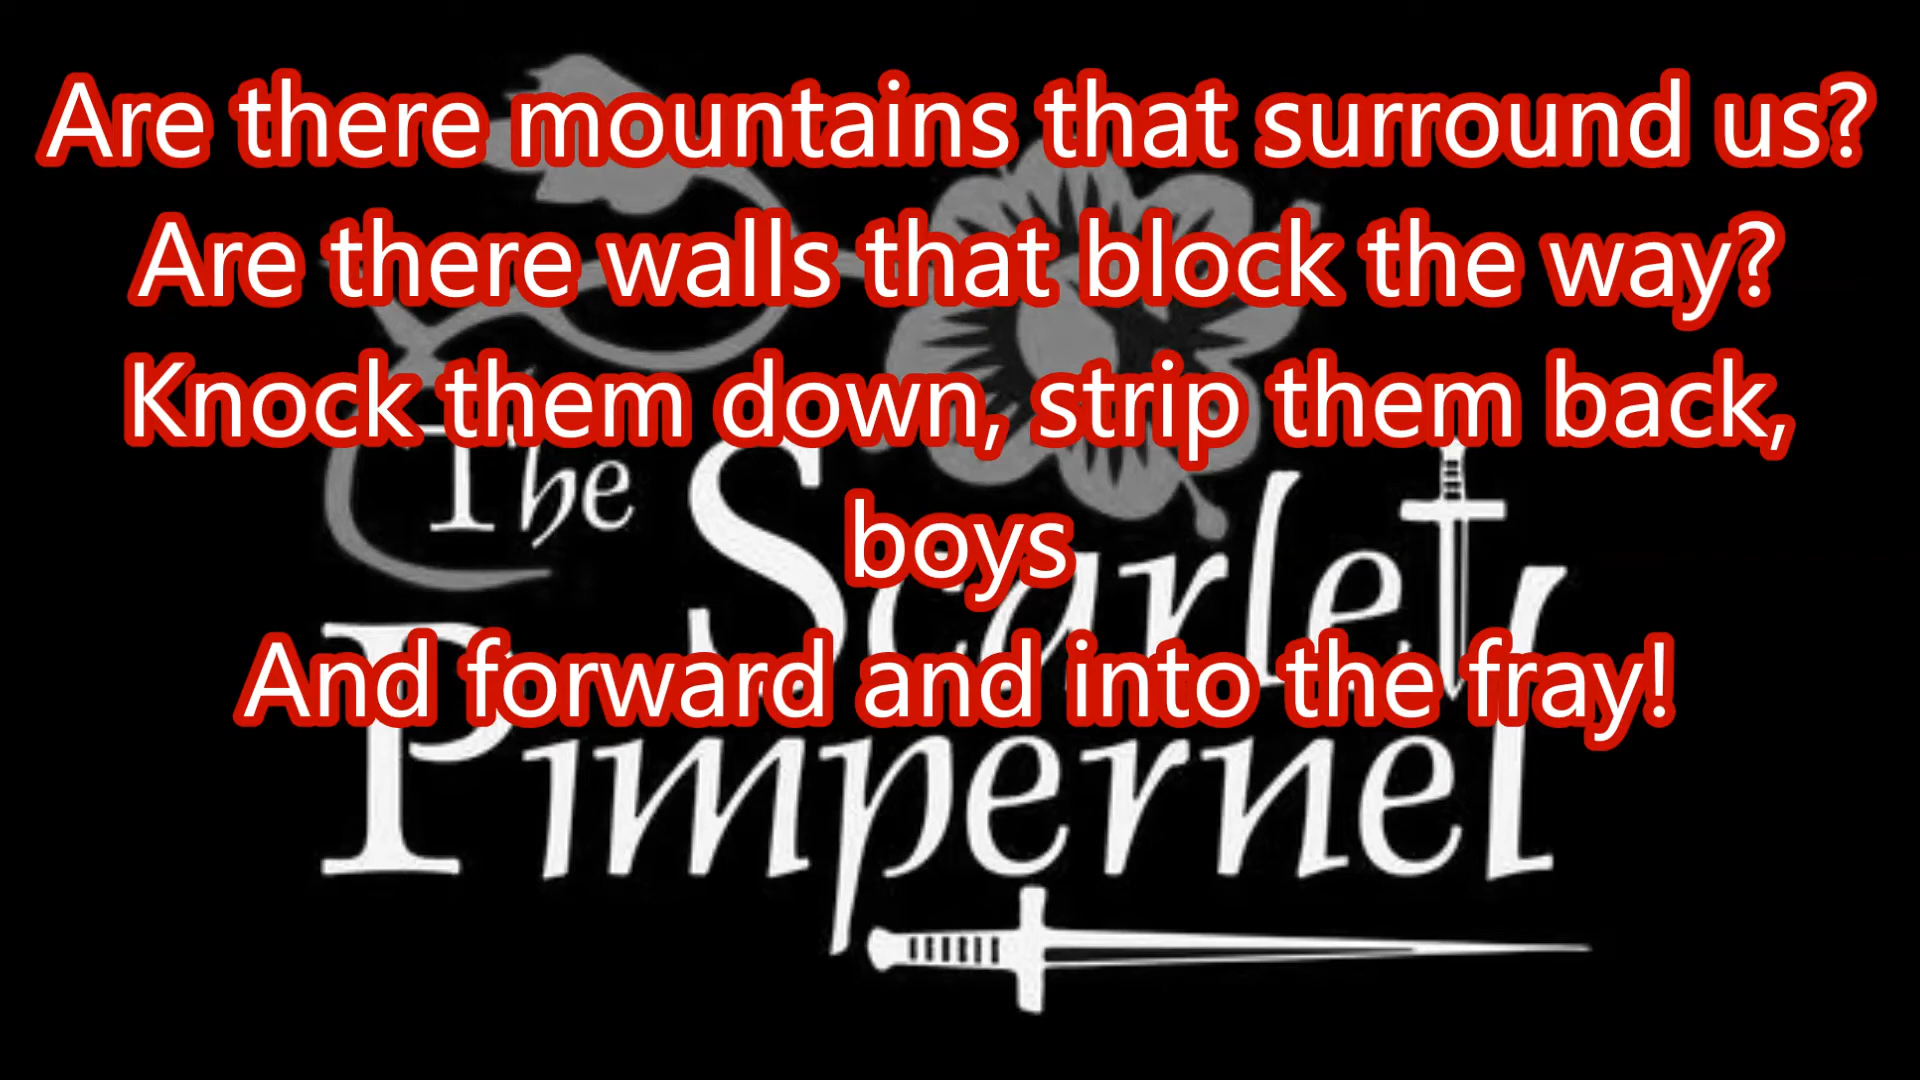 Are there mountains that surround us?
Are there walls that block the way?
Knock them down, strip them back,
boys
And forward and into the fray!
The Scarlet
Pimpernel